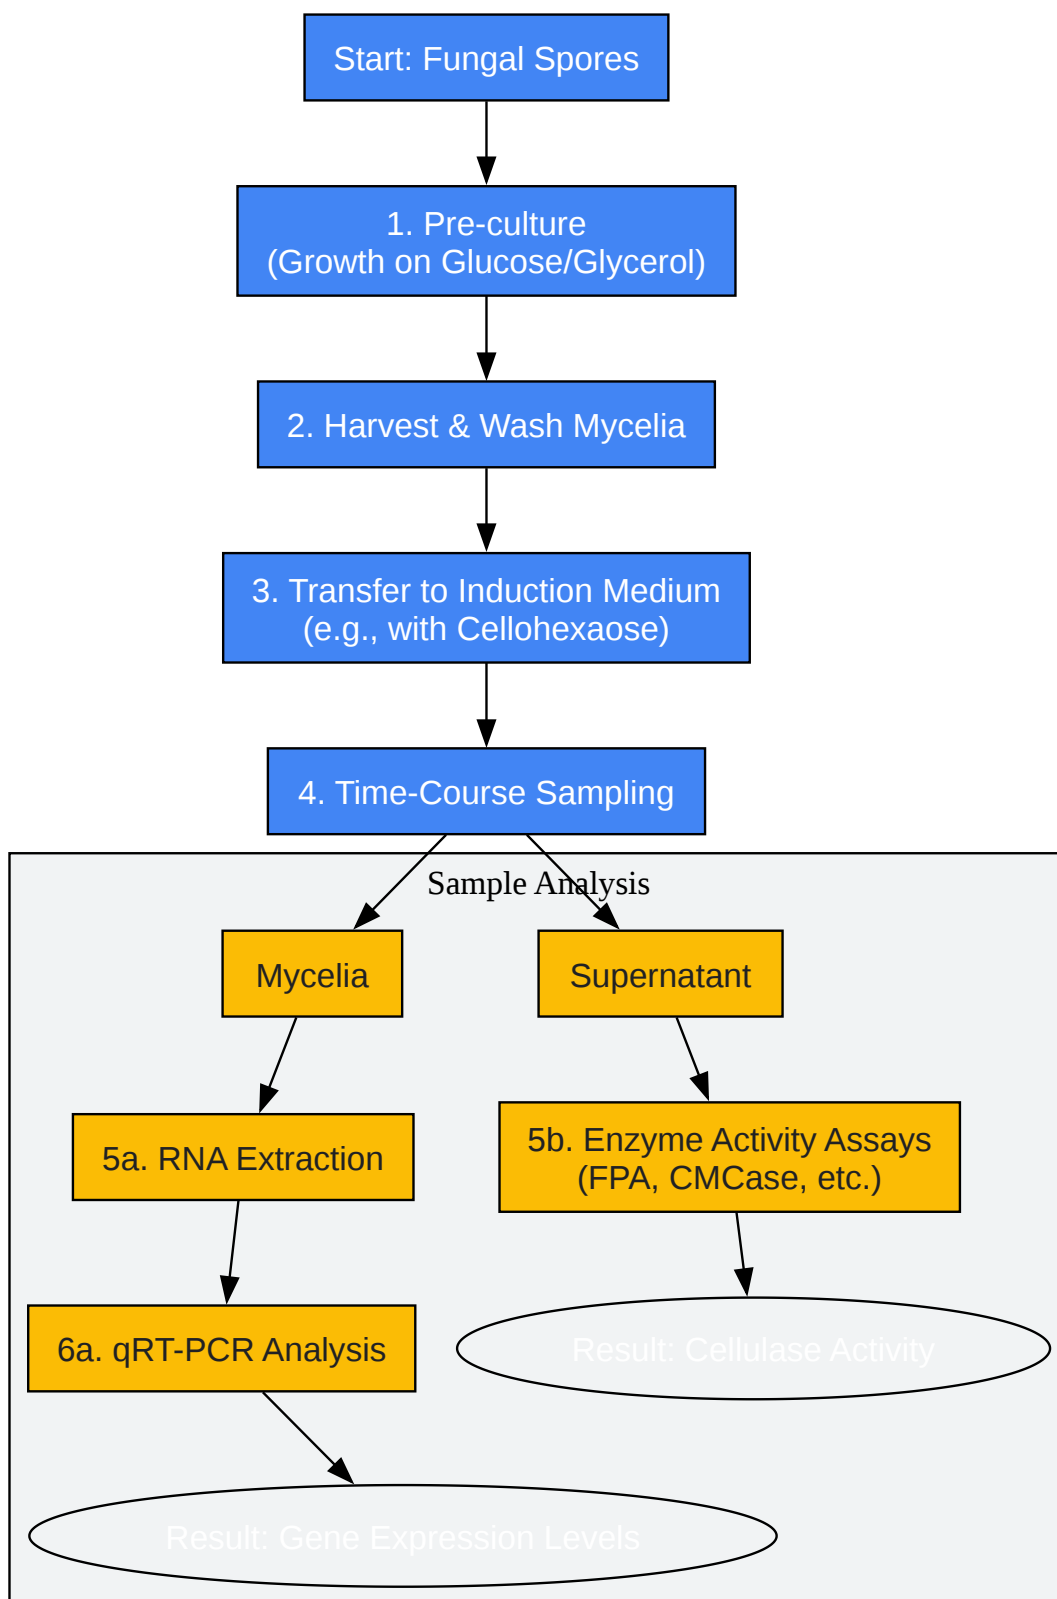 Start: Fungal Spores
1. Pre-culture
(Growth on Glucose/Glycerol)
2. Harvest & Wash Mycelia
3. Transfer to Induction Medium
(e.g., with Cellohexaose)
4. Time-Course Sampling
Sample Analysis
Mycelia
Supernatant
5a. RNA Extraction
5b. Enzyme Activity Assays
(FPA, CMCase, etc.)
6a. qRT-PCR Analysis
Result: Cellulase Activity
Result: Gene Expression Levels